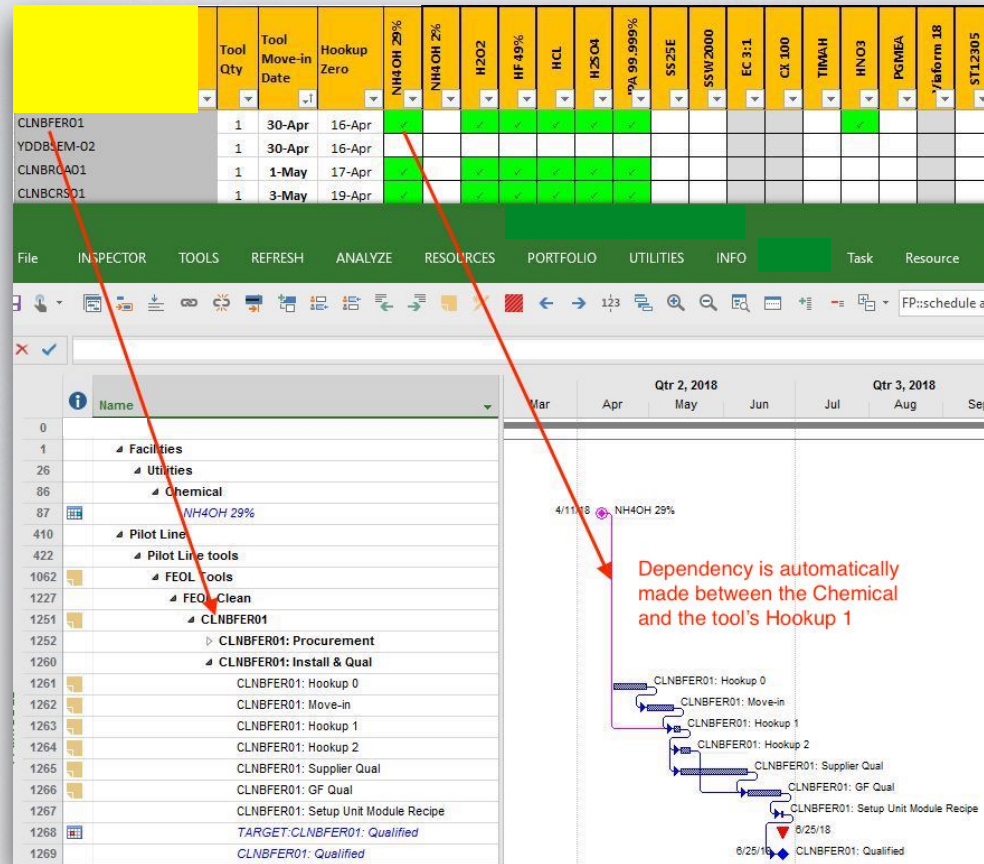 Tool Qty
Tool Move-in Date
Hookup Zero
NH4OH 29%
NH4OH 2%
H2O2
HF 49%
HCL
H2SO4
IPA 99.999%
SS25E
SSW2000
EC 3:1
CX 100
TIMAH
HNO3
PGMEA
Viaform 18
ST12305
CLNBFER01 1 30-Apr 16-Apr ✓ ✓ ✓ ✓ ✓ ✓ ✓
YDDBSEM-02 1 30-Apr 16-Apr
CLNBRCA01 1 1-May 17-Apr ✓ ✓ ✓ ✓ ✓ ✓
CLNBCRS01 1 3-May 19-Apr ✓ ✓ ✓ ✓ ✓ ✓
File INSPECTOR TOOLS REFRESH ANALYZE RESOURCES PORTFOLIO UTILITIES INFO Task Resource
FP::schedule a
Name
Qtr 2, 2018 Qtr 3, 2018
Mar Apr May Jun Jul Aug Sep
0
1 Facilities
26 Utilities
86 Chemical
87 NH4OH 29% 4/11/18 NH4OH 29%
410 Pilot Line
422 Pilot Line tools
1062 FEOL Tools
1227 FEOL Clean
1251 CLNBFER01
Dependency is automatically
made between the Chemical
and the tool's Hookup 1
1252 CLNBFER01: Procurement
1260 CLNBFER01: Install & Qual
1261 CLNBFER01: Hookup 0 CLNBFER01: Hookup 0
1262 CLNBFER01: Move-in CLNBFER01: Move-in
1263 CLNBFER01: Hookup 1 CLNBFER01: Hookup 1
1264 CLNBFER01: Hookup 2 CLNBFER01: Hookup 2
1265 CLNBFER01: Supplier Qual CLNBFER01: Supplier Qual
1266 CLNBFER01: GF Qual CLNBFER01: GF Qual
1267 CLNBFER01: Setup Unit Module Recipe CLNBFER01: Setup Unit Module Recipe
1268 TARGET:CLNBFER01: Qualified 6/25/18
1269 CLNBFER01: Qualified 6/25/18 CLNBFER01: Qualified